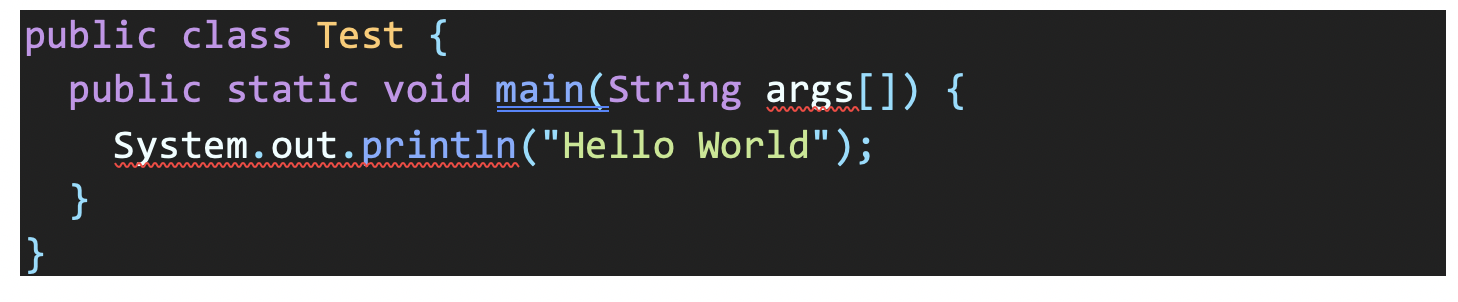 public class Test {
  public static void main(String args[]) {
    System.out.println("Hello World");
  }
}